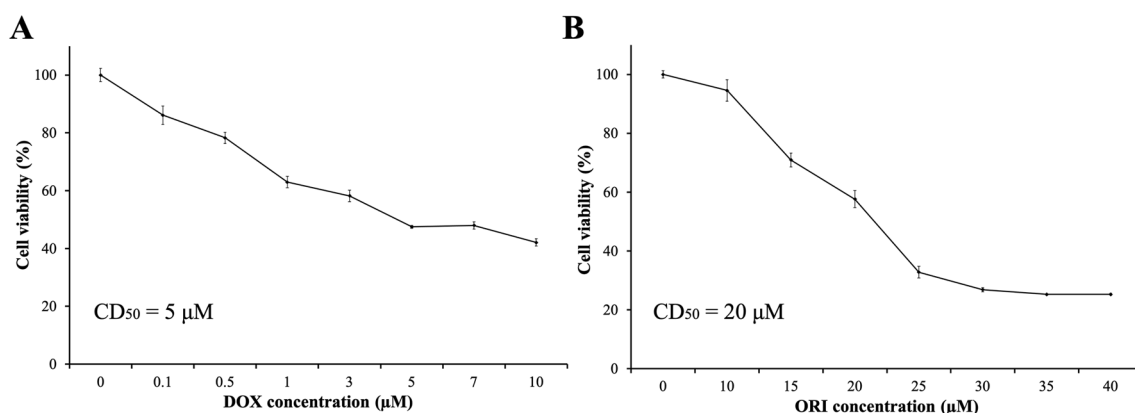 A
Cell viability (%)
100
80
60
40
20
0
CD50 = 5 μM
0 0.1 0.5 1 3 5 7 10
DOX concentration (μM)
B
Cell viability (%)
100
80
60
40
20
0
CD50 = 20 μM
0 10 15 20 25 30 35 40
ORI concentration (μM)